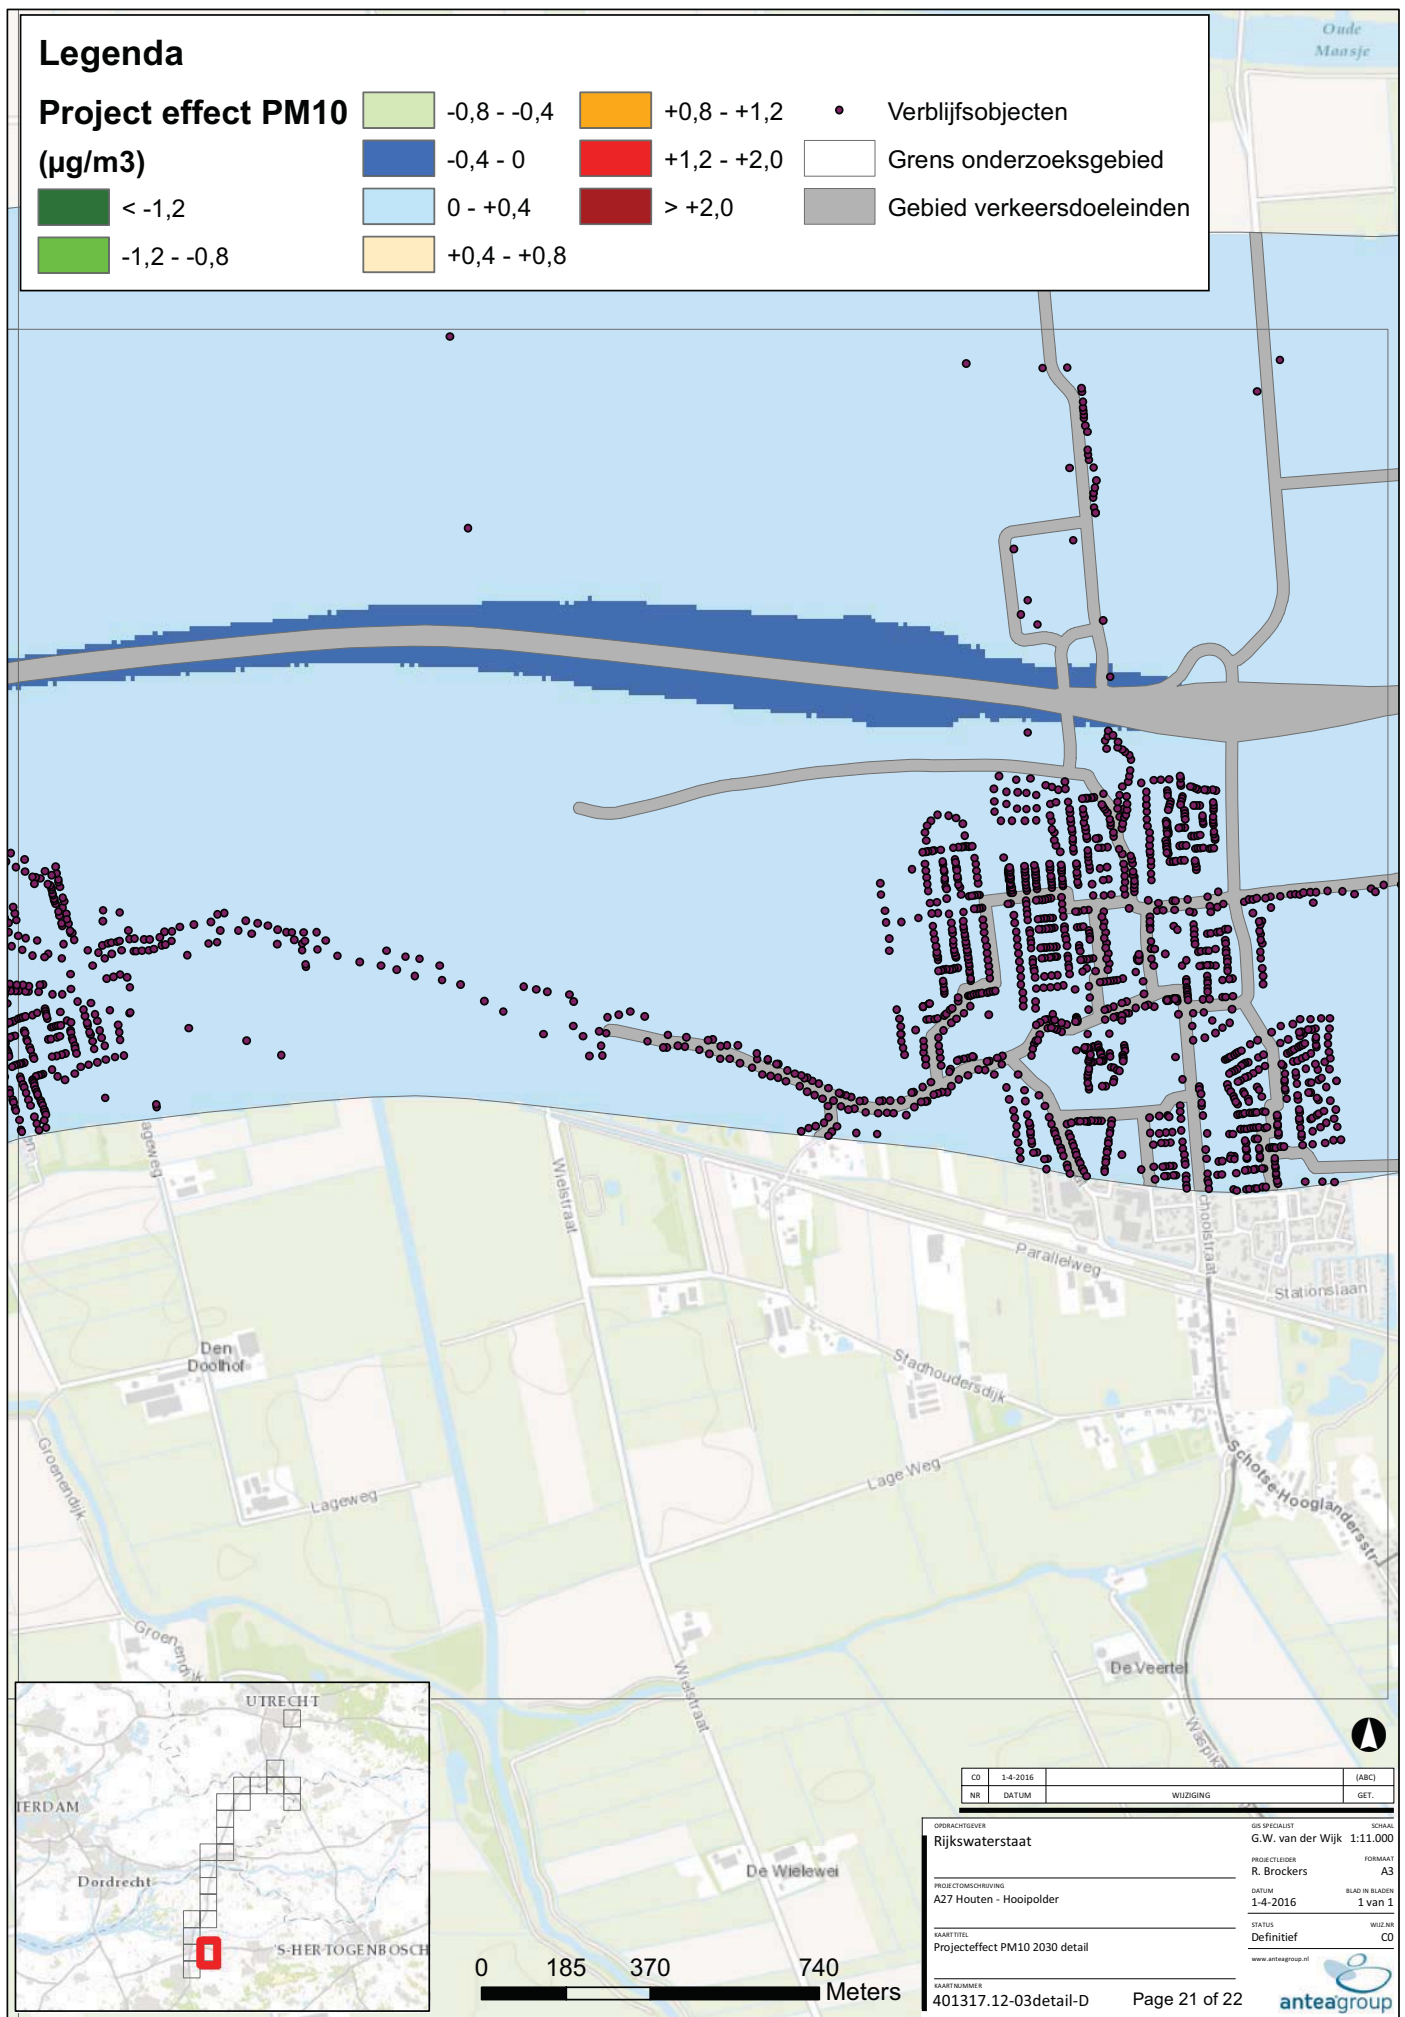 Legenda
Project effect PM10
(µg/m3)
< -1,2
-1,2 - -0,8
-0,8 - -0,4
-0,4 - 0
0 - +0,4
+0,4 - +0,8
+0,8 - +1,2
+1,2 - +2,0
> +2,0
Verblijfsobjecten
Grens onderzoeksgebied
Gebied verkeersdoeleinden
Oude
Maasje
ageweg
Wielstraat
Parallelweg
choolstraat
Stationslaan
Den
Doolhof
Stadhoudersdijk
Groenendijk
Lageweg
Lage Weg
Schotse Hooglandersstr
Groenendijk
Wielstraat
De Veertel
Waspik
De Wielewei
UTRECHT
ERDAM
Dordrecht
'S-HERTOGENBOSCH
0 185 370 740
Meters
C0 1-4-2016 (ABC)
NR DATUM WIJZIGING GET.
OPDRACHTGEVER
Rijkswaterstaat
GIS SPECIALIST SCHAAL
G.W. van der Wijk 1:11.000
PROJECTLEIDER FORMAAT
R. Brockers A3
PROJECTOMSCHRIJVING
A27 Houten - Hooipolder
DATUM BLAD IN BLADEN
1-4-2016 1 van 1
STATUS WIJZ.NR
Definitief C0
KAARTTITEL
Projecteffect PM10 2030 detail
www.anteagroup.nl
KAARTNUMMER
401317.12-03detail-D Page 21 of 22
anteagroup